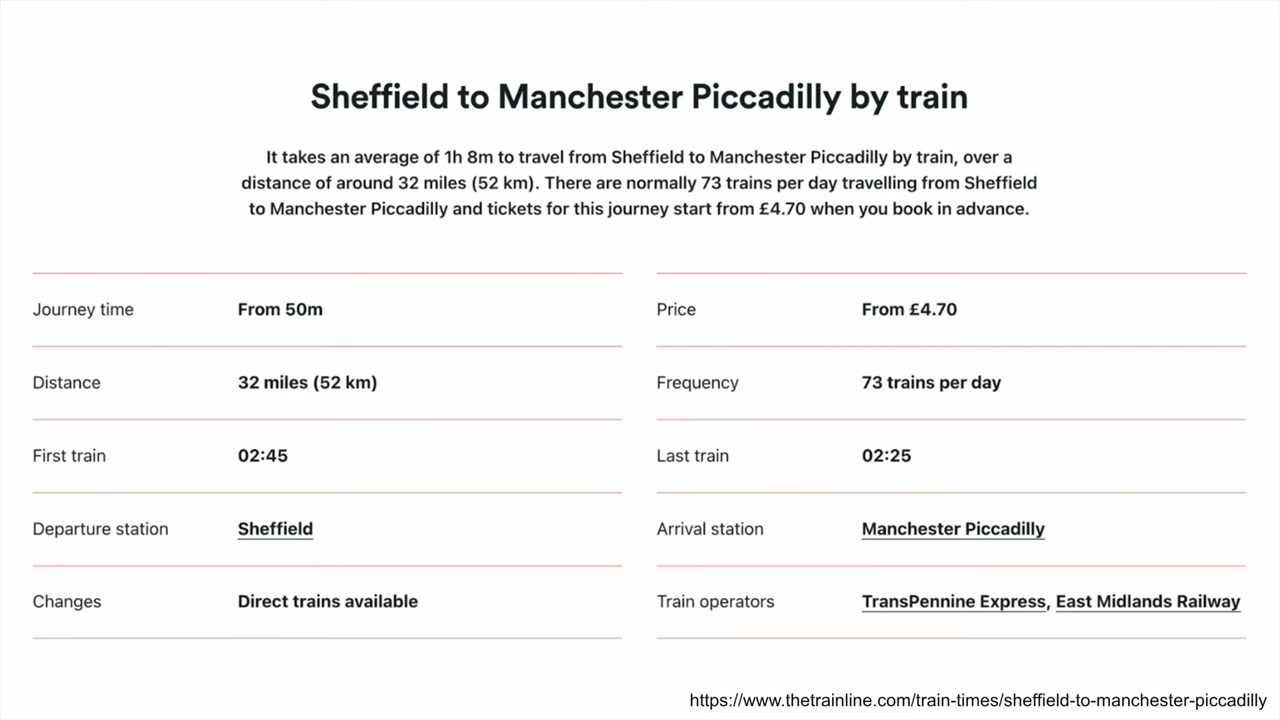 Sheffield to Manchester Piccadilly by train
It takes an average of 1h 8m to travel from Sheffield to Manchester Piccadilly by train, over a
distance of around 32 miles (52 km). There are normally 73 trains per day travelling from Sheffield
to Manchester Piccadilly and tickets for this journey start from £4.70 when you book in advance.
Journey time From 50m
Price From £4.70
Distance 32 miles (52 km)
Frequency 73 trains per day
First train 02:45
Last train 02:25
Departure station Sheffield
Arrival station Manchester Piccadilly
Changes Direct trains available
Train operators TransPennine Express, East Midlands Railway
https://www.thetrainline.com/train-times/sheffield-to-manchester-piccadilly